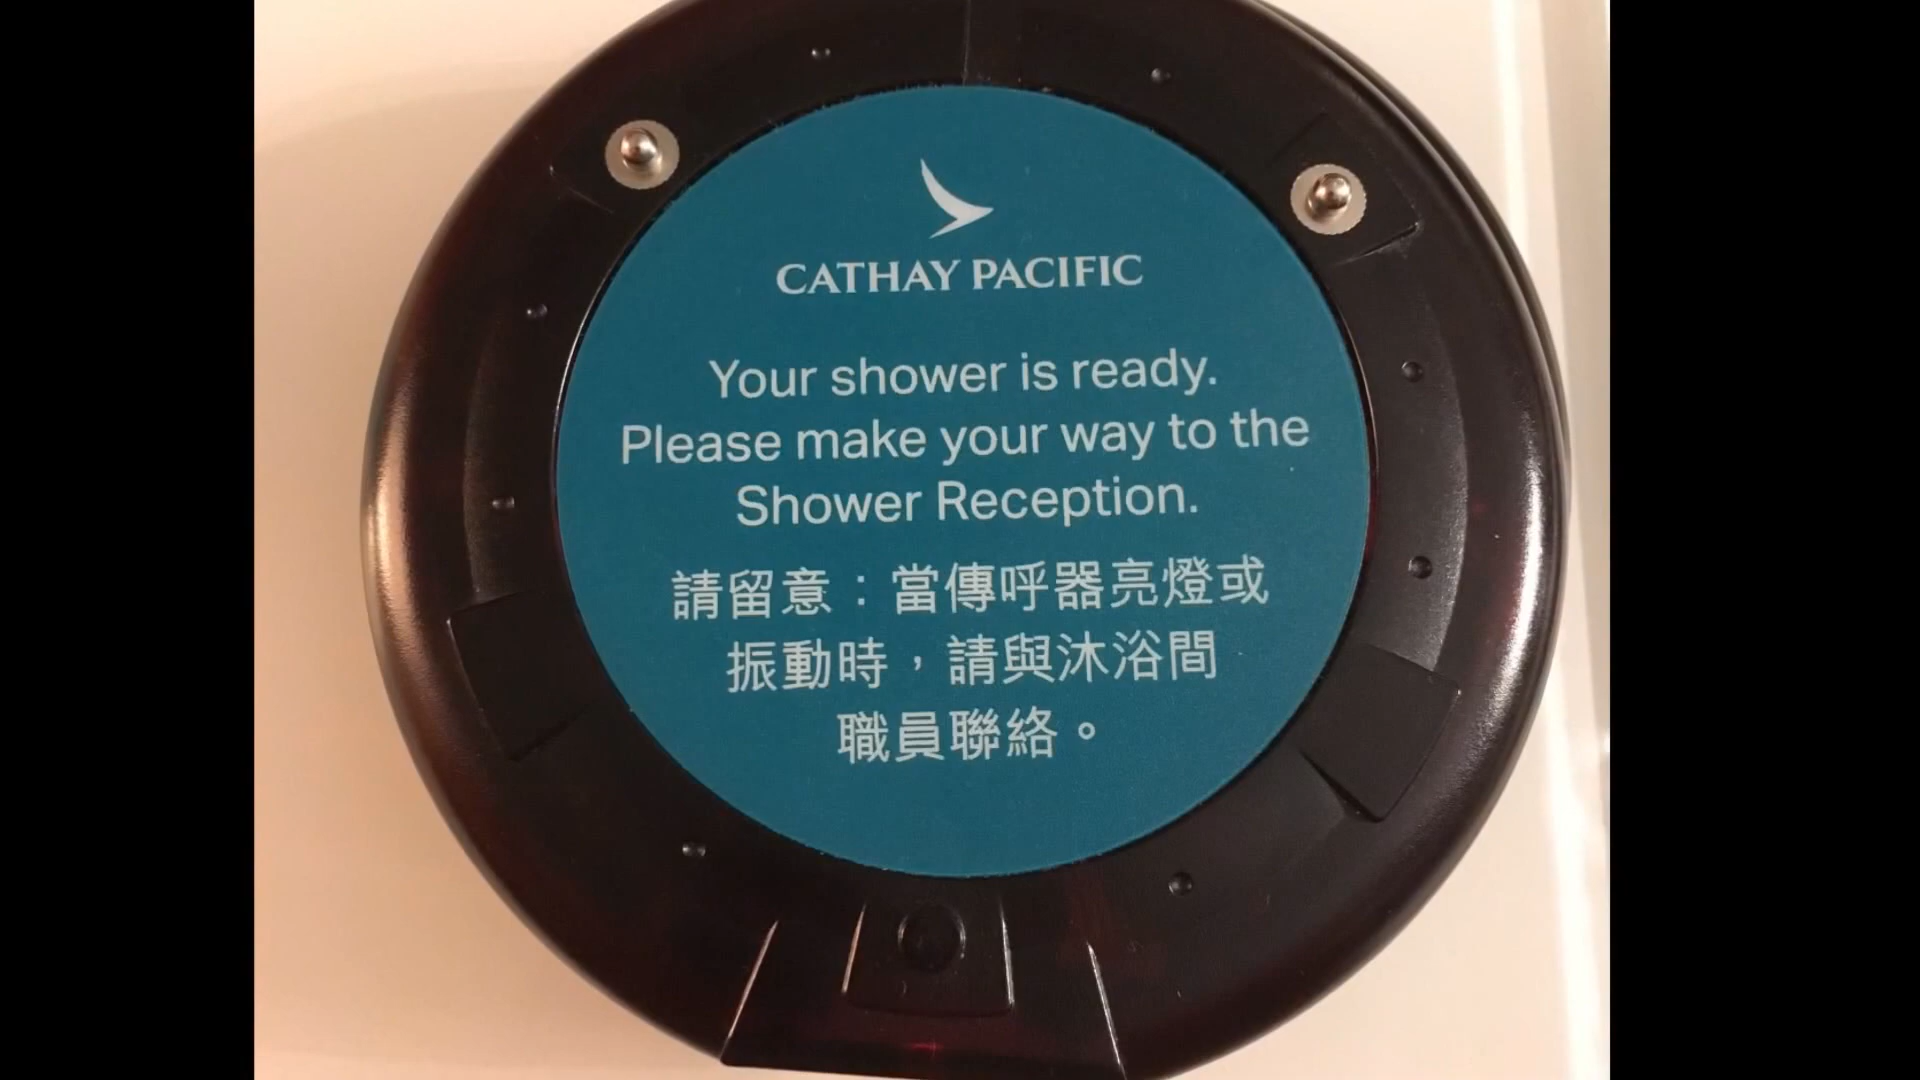 CATHAY PACIFIC
Your shower is ready.
Please make your way to the
Shower Reception.
請留意：當傳呼器亮燈或
振動時，請與沐浴間
職員聯絡。